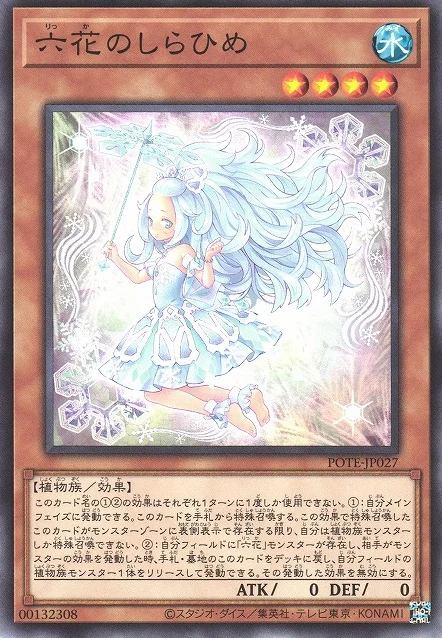 六花のしらひめ
水
POTE-JP027
【植物族/効果】
このカード名の①②の効果はそれぞれ1ターンに1度しか使用できない。①:自分メイン
フェイズに発動できる。このカードを手札から特殊召喚する。この効果で特殊召喚した
このカードがモンスターゾーンに表側表示で存在する限り、自分は植物族モンスター
しか特殊召喚できない。②:自分フィールドに「六花」モンスターが存在し、相手がモンス
ターの効果を発動した時、手札・墓地のこのカードをデッキに戻し、自分フィールドの
植物族モンスター1体をリリースして発動できる。その発動した効果を無効にする。
ATK/ 0 DEF/ 0
00132308 ©スタジオ・ダイス/集英社・テレビ東京・KONAMI